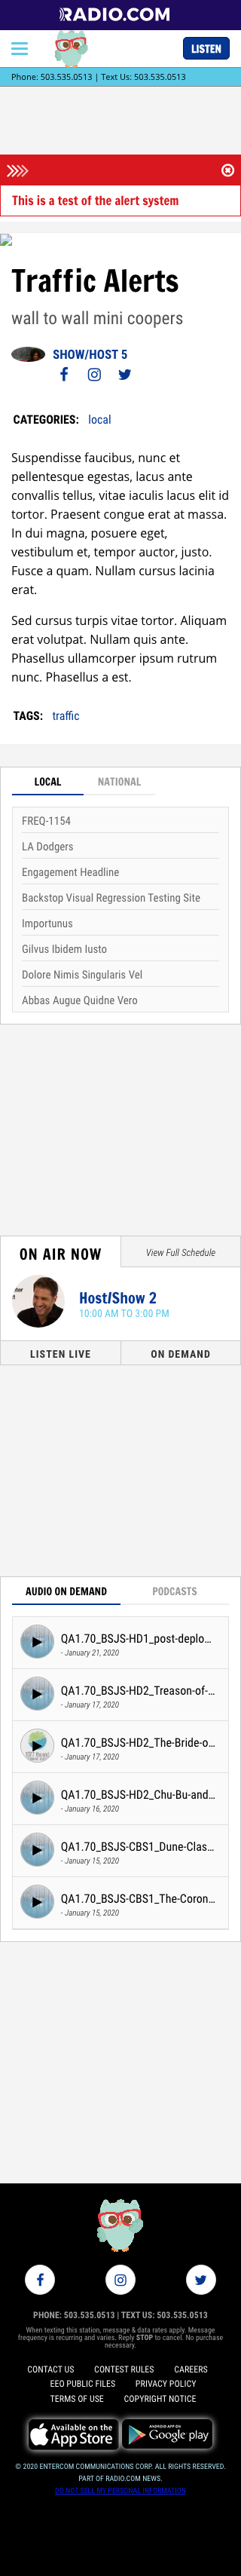 RADIO.COM
LISTEN
Phone: 503.535.0513 | Text Us: 503.535.0513
This is a test of the alert system
Traffic Alerts
wall to wall mini coopers
SHOW/HOST 5
CATEGORIES: local
Suspendisse faucibus, nunc et
pellentesque egestas, lacus ante
convallis tellus, vitae iaculis lacus elit id
tortor. Praesent congue erat at massa.
In dui magna, posuere eget,
vestibulum et, tempor auctor, justo.
Fusce a quam. Nullam cursus lacinia
erat.
Sed cursus turpis vitae tortor. Aliquam
erat volutpat. Nullam quis ante.
Phasellus ullamcorper ipsum rutrum
nunc. Phasellus a est.
TAGS: traffic
LOCAL NATIONAL
FREQ-1154
LA Dodgers
Engagement Headline
Backstop Visual Regression Testing Site
Importunus
Gilvus Ibidem Iusto
Dolore Nimis Singularis Vel
Abbas Augue Quidne Vero
ON AIR NOW View Full Schedule
Host/Show 2
10:00 AM TO 3:00 PM
LISTEN LIVE ON DEMAND
AUDIO ON DEMAND PODCASTS
QA1.70_BSJS-HD1_post-deplo...
- January 21, 2020
QA1.70_BSJS-HD2_Treason-of-...
- January 17, 2020
QA1.70_BSJS-HD2_The-Bride-o...
- January 17, 2020
QA1.70_BSJS-HD2_Chu-Bu-and...
- January 16, 2020
QA1.70_BSJS-CBS1_Dune-Clas...
- January 15, 2020
QA1.70_BSJS-CBS1_The-Coron...
- January 15, 2020
PHONE: 503.535.0513 | TEXT US: 503.535.0513
When texting this station, message & data rates apply. Message
frequency is recurring and varies. Reply STOP to cancel. No purchase
necessary.
CONTACT US CONTEST RULES CAREERS
EEO PUBLIC FILES PRIVACY POLICY
TERMS OF USE COPYRIGHT NOTICE
Available on the
App Store
ANDROID APP ON
Google play
© 2020 ENTERCOM COMMUNICATIONS CORP. ALL RIGHTS RESERVED.
PART OF RADIO.COM NEWS.
DO NOT SELL MY PERSONAL INFORMATION